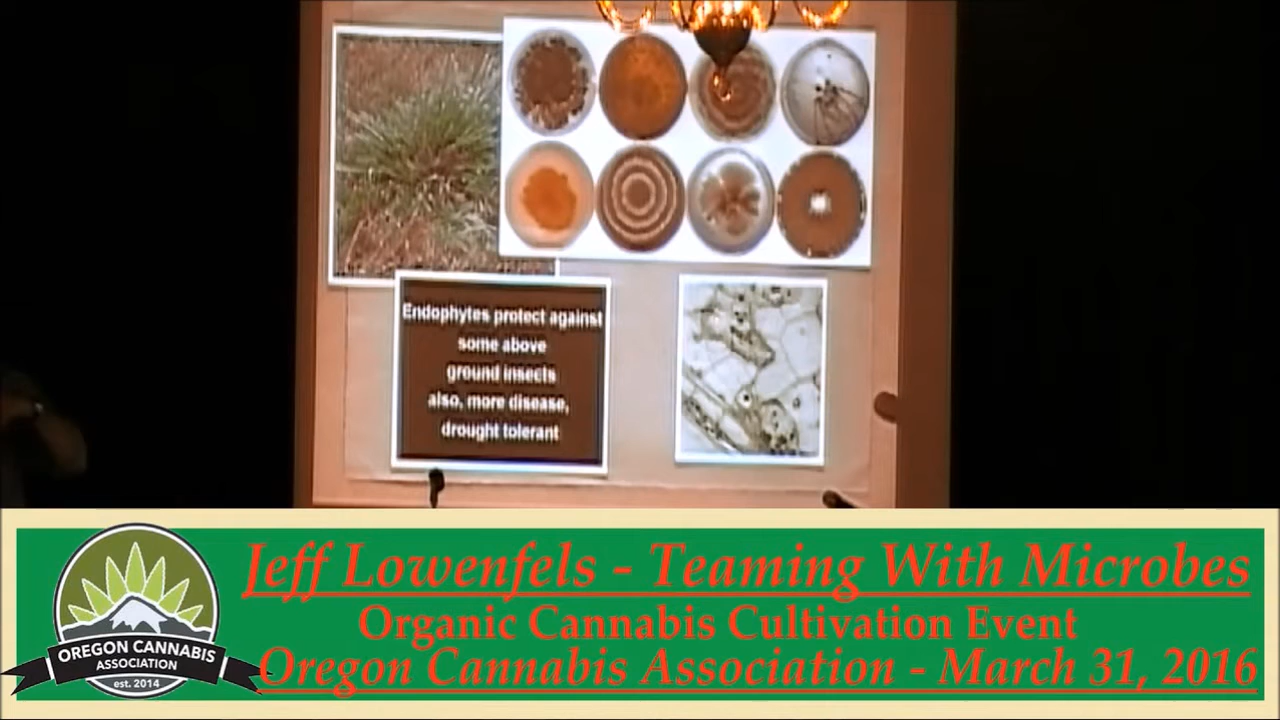 Endophytes protect against
some above
ground insects
also, more disease,
drought tolerant
Jeff Lowenfels - Teaming With Microbes
Organic Cannabis Cultivation Event
Oregon Cannabis Association - March 31, 2016
OREGON CANNABIS
ASSOCIATION
est. 2014